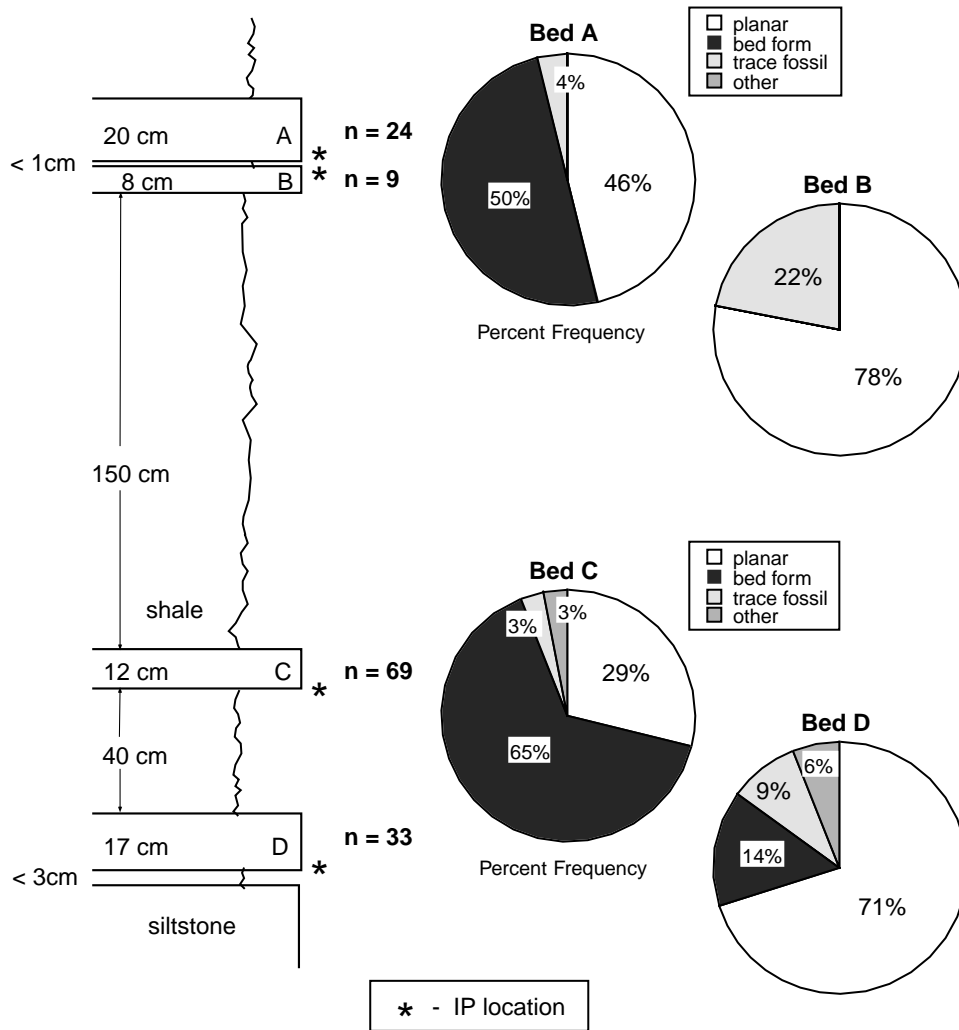 20 cm
A
n = 24
*
< 1cm
8 cm
B
*
n = 9
150 cm
shale
12 cm
C
n = 69
*
40 cm
17 cm
D
n = 33
*
< 3cm
siltstone
Bed A
4%
50%
46%
Percent Frequency
planar
bed form
trace fossil
other
Bed B
22%
78%
Bed C
3%
3%
29%
65%
Percent Frequency
planar
bed form
trace fossil
other
Bed D
6%
9%
14%
71%
* - IP location